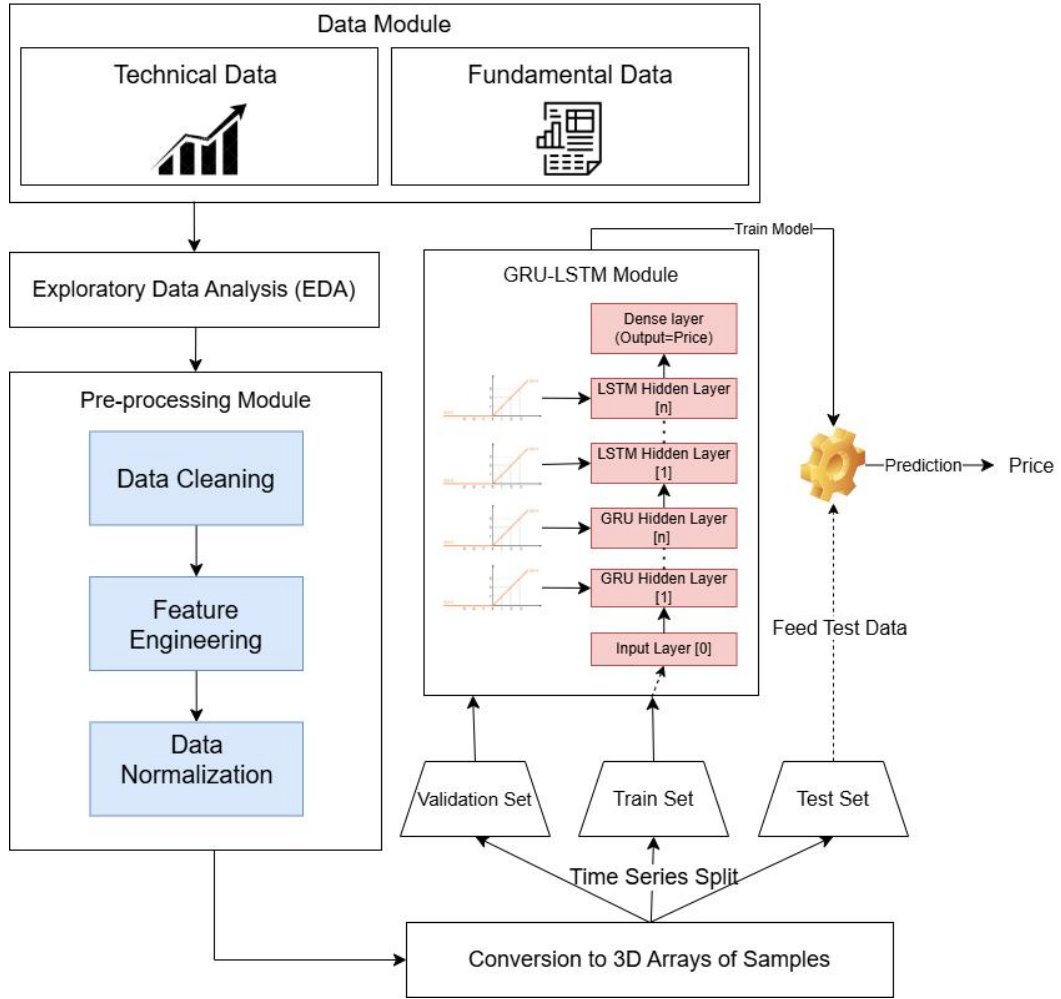 Data Module
Technical Data
Fundamental Data
Exploratory Data Analysis (EDA)
Pre-processing Module
Data Cleaning
Feature
Engineering
Data
Normalization
Train Model
GRU-LSTM Module
Dense layer
(Output=Price)
LSTM Hidden Layer
[n]
LSTM Hidden Layer
[1]
GRU Hidden Layer
[n]
GRU Hidden Layer
[1]
Input Layer [0]
Prediction
Price
Feed Test Data
Validation Set
Train Set
Test Set
Time Series Split
Conversion to 3D Arrays of Samples